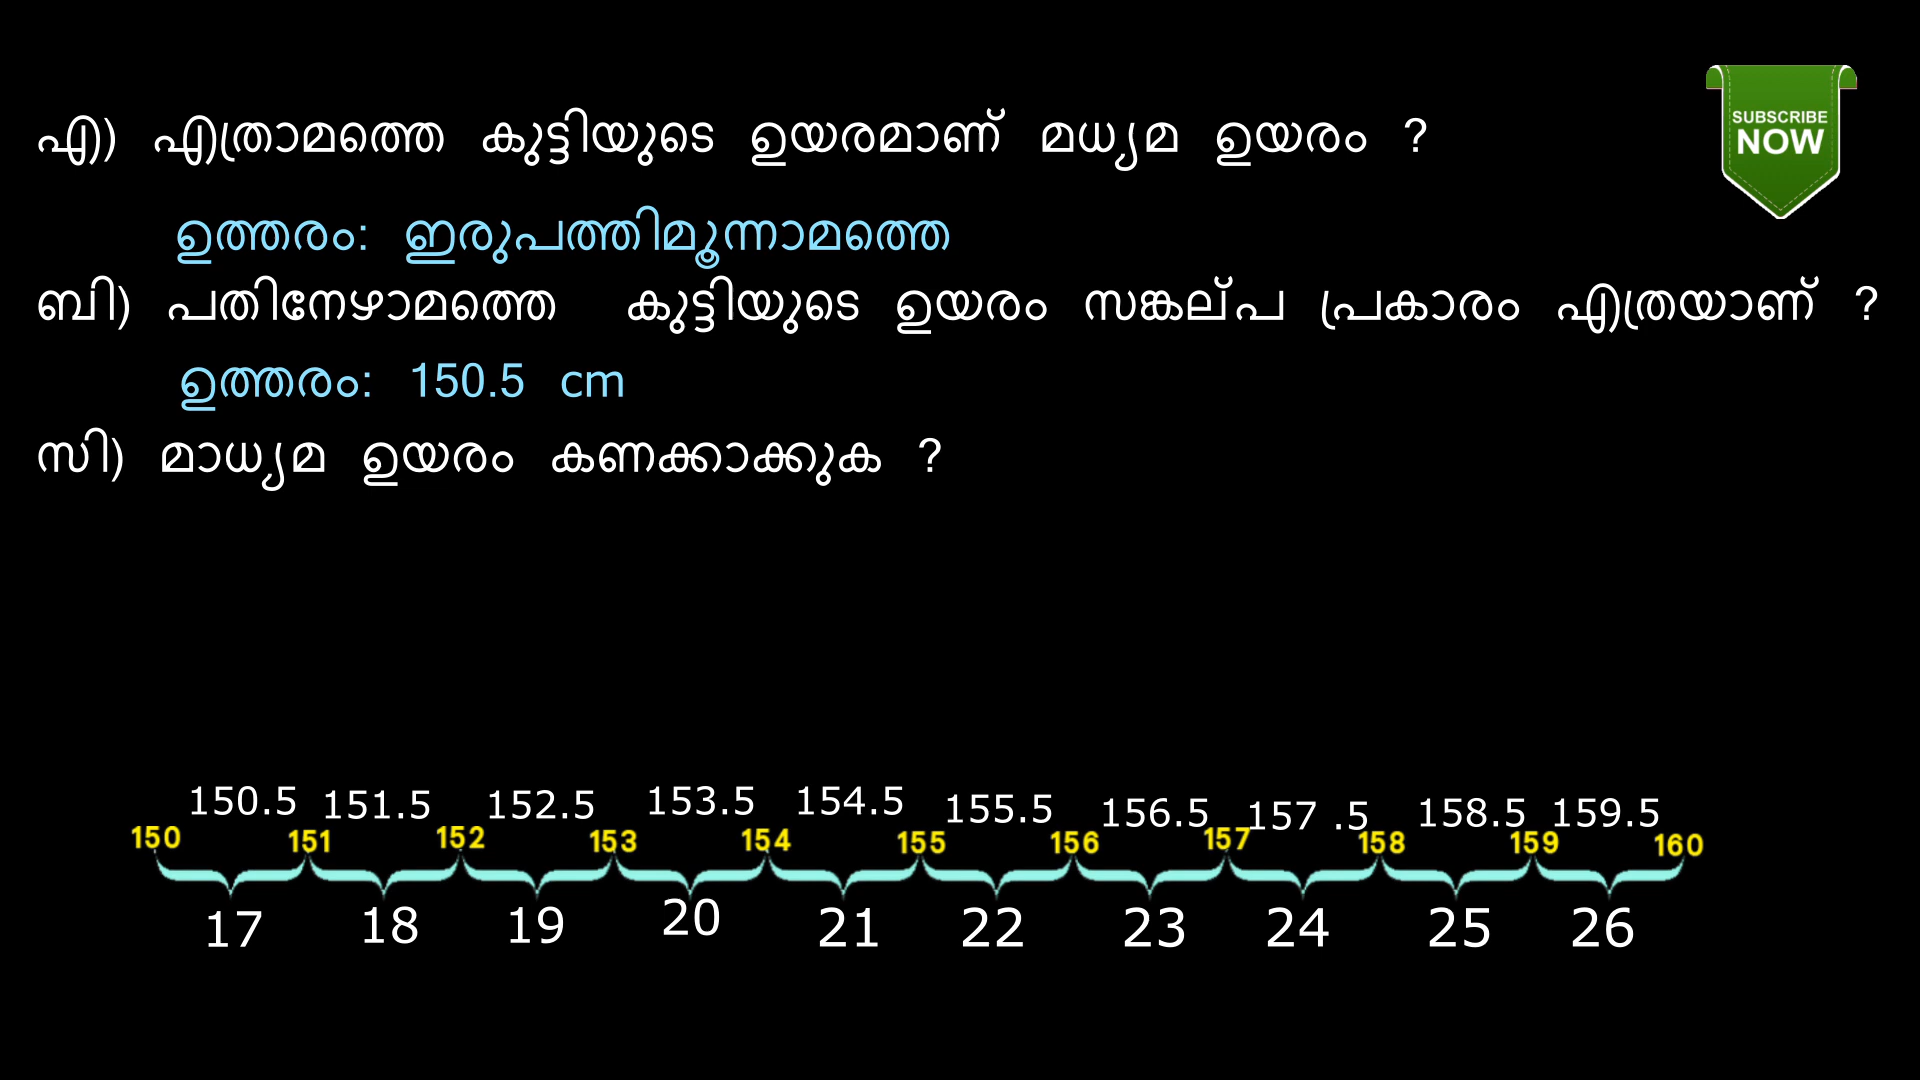 എ) എത്രാമത്തെ കുട്ടിയുടെ ഉയരമാണ് മധ്യമ ഉയരം ?
SUBSCRIBE
NOW
ഉത്തരം: ഇരുപത്തിമൂന്നാമത്തെ
ബി) പതിനേഴാമത്തെ കുട്ടിയുടെ ഉയരം സങ്കല്പ പ്രകാരം എത്രയാണ് ?
ഉത്തരം: 150.5 cm
സി) മാധ്യമ ഉയരം കണക്കാക്കുക ?
150.5 151.5 152.5 153.5 154.5 155.5 156.5 157 .5 158.5 159.5
150 151 152 153 154 155 156 157 158 159 160
17 18 19 20 21 22 23 24 25 26